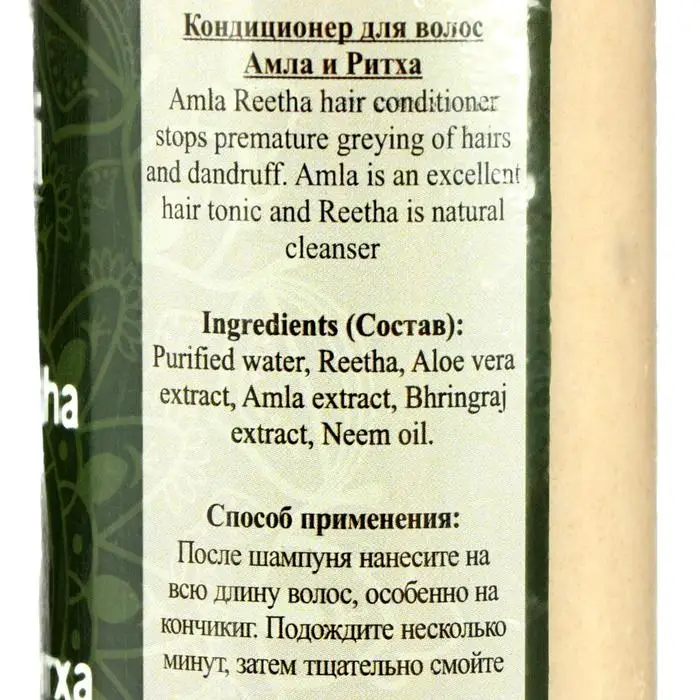 Кондиционер для волос
Амла и Ритха
Amla Reetha hair conditioner
stops premature greying of hairs
and dandruff. Amla is an excellent
hair tonic and Reetha is natural
cleanser
Ingredients (Состав):
Purified water, Reetha, Aloe vera
extract, Amla extract, Bhringraj
extract, Neem oil.
Способ применения:
После шампуня нанесите на
всю длину волос, особенно на
кончикиг. Подождите несколько
минут, затем тщательно смойте